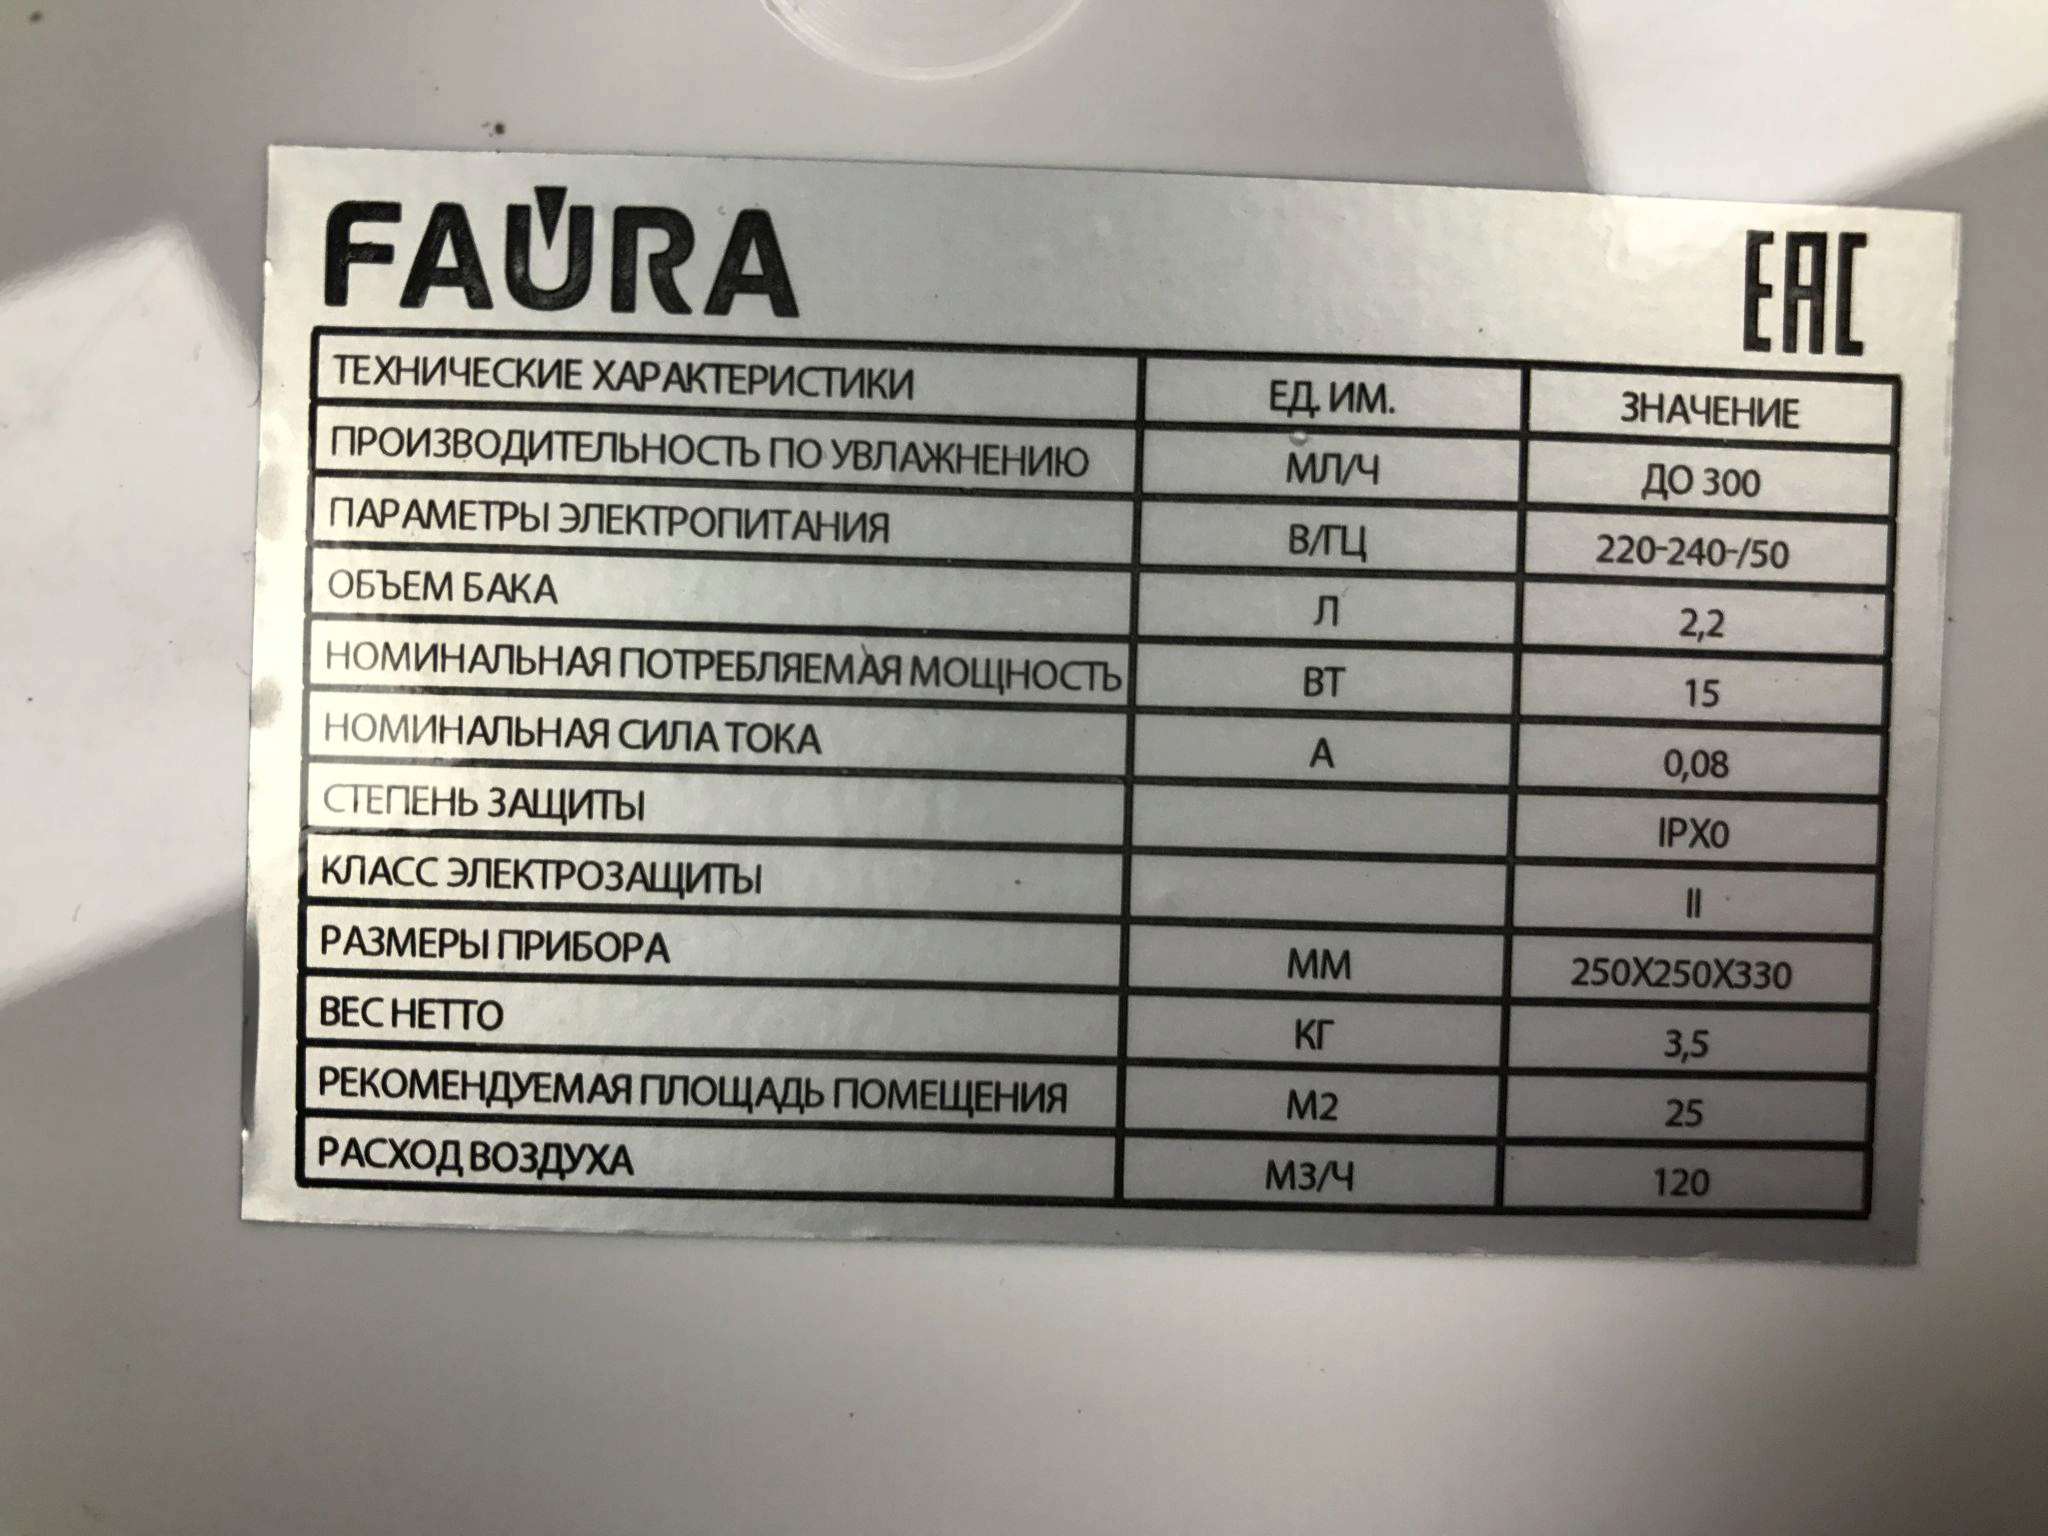 FAURA
EAC
ТЕХНИЧЕСКИЕ ХАРАКТЕРИСТИКИ ЕД. ИМ. ЗНАЧЕНИЕ
ПРОИЗВОДИТЕЛЬНОСТЬ ПО УВЛАЖНЕНИЮ МЛ/Ч ДО 300
ПАРАМЕТРЫ ЭЛЕКТРОПИТАНИЯ В/ГЦ 220-240-/50
ОБЪЕМ БАКА Л 2,2
НОМИНАЛЬНАЯ ПОТРЕБЛЯЕМАЯ МОЩНОСТЬ ВТ 15
НОМИНАЛЬНАЯ СИЛА ТОКА А 0,08
СТЕПЕНЬ ЗАЩИТЫ IPX0
КЛАСС ЭЛЕКТРОЗАЩИТЫ II
РАЗМЕРЫ ПРИБОРА ММ 250X250X330
ВЕС НЕТТО КГ 3,5
РЕКОМЕНДУЕМАЯ ПЛОЩАДЬ ПОМЕЩЕНИЯ М2 25
РАСХОД ВОЗДУХА М3/Ч 120